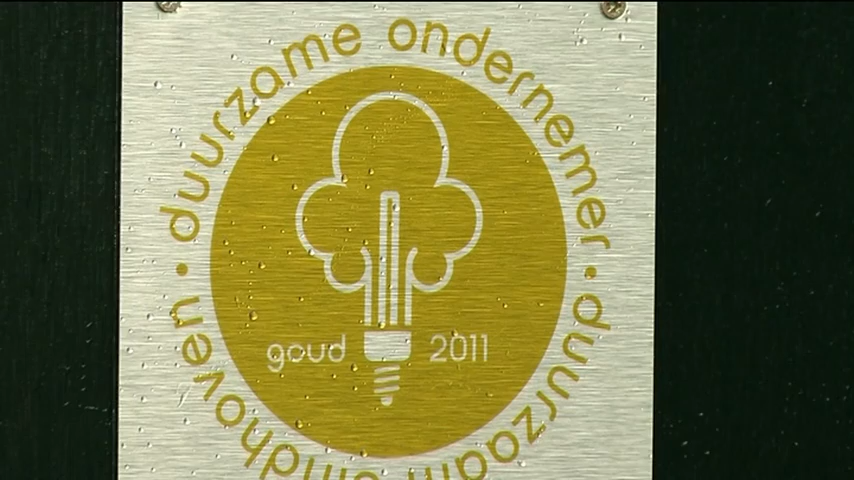 duurzame ondernemer
goud 2011
• duurzaam eindhoven •